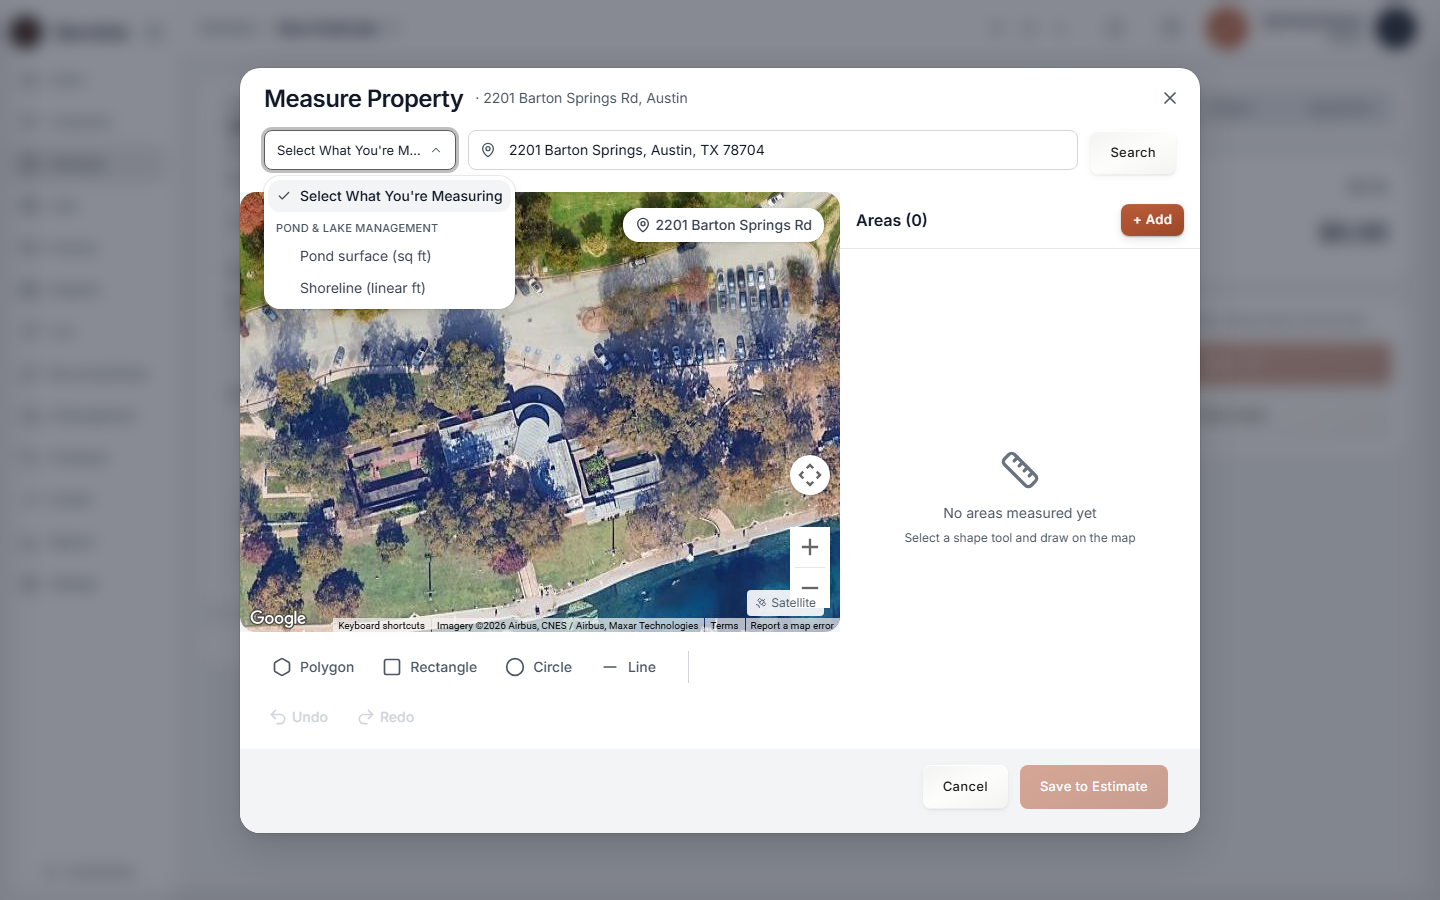 Measure Property · 2201 Barton Springs Rd, Austin
Select What You're M... 2201 Barton Springs, Austin, TX 78704 Search
Select What You're Measuring
POND & LAKE MANAGEMENT
Pond surface (sq ft)
Shoreline (linear ft)
2201 Barton Springs Rd
Areas (0) + Add
No areas measured yet
Select a shape tool and draw on the map
Satellite
Google
Keyboard shortcuts Imagery ©2026 Airbus, CNES / Airbus, Maxar Technologies Terms Report a map error
Polygon Rectangle Circle Line
Undo Redo
Cancel Save to Estimate